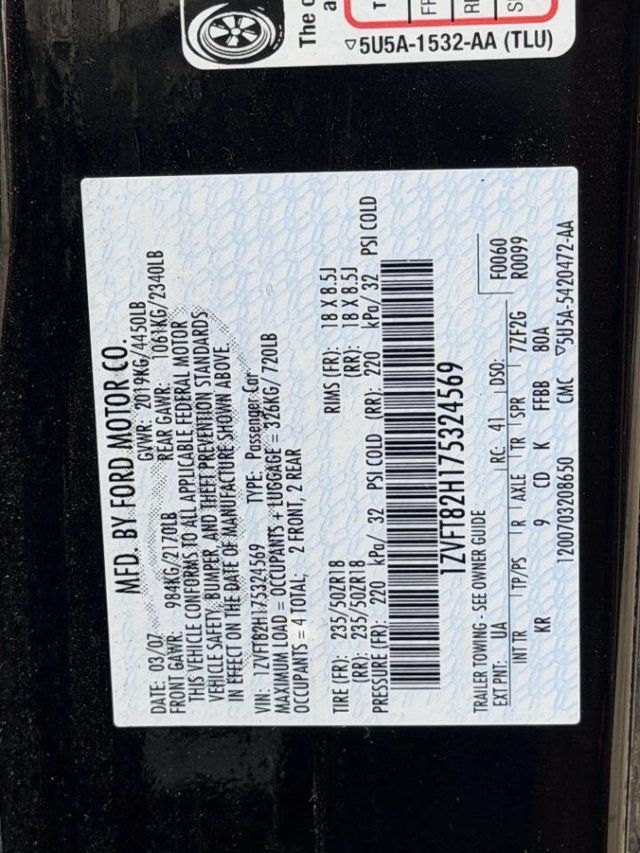 The c
a
T
FF
RE
SF
▽5U5A-1532-AA (TLU)
MFD. BY FORD MOTOR CO.
DATE: 03/07 GVWR: 2019KG/4450LB
FRONT GAWR: 984KG/2170LB REAR GAWR: 1061KG/2340LB
THIS VEHICLE CONFORMS TO ALL APPLICABLE FEDERAL MOTOR
VEHICLE SAFETY, BUMPER, AND THEFT PREVENTION STANDARDS
IN EFFECT ON THE DATE OF MANUFACTURE SHOWN ABOVE
VIN: 1ZVFT82H175324569 TYPE: Passenger Car
MAXIMUM LOAD = OCCUPANTS + LUGGAGE = 326KG/ 720LB
OCCUPANTS = 4 TOTAL; 2 FRONT, 2 REAR
TIRE (FR): 235/50ZR18 RIMS (FR): 18 X 8.5J
(RR): 235/50ZR18 (RR): 18 X 8.5J
PRESSURE (FR): 220 kPa/ 32 PSI COLD (RR): 220 kPa/ 32 PSI COLD
1ZVFT82H175324569
TRAILER TOWING - SEE OWNER GUIDE
F0060
EXT PNT: UA RC: 41 DSO: R0099
INT TR TP/PS R AXLE TR SPR 7ZF2G
KR 9 CD K FFBB 80A
1200703208650 CMC ▽5U5A-5420472-AA